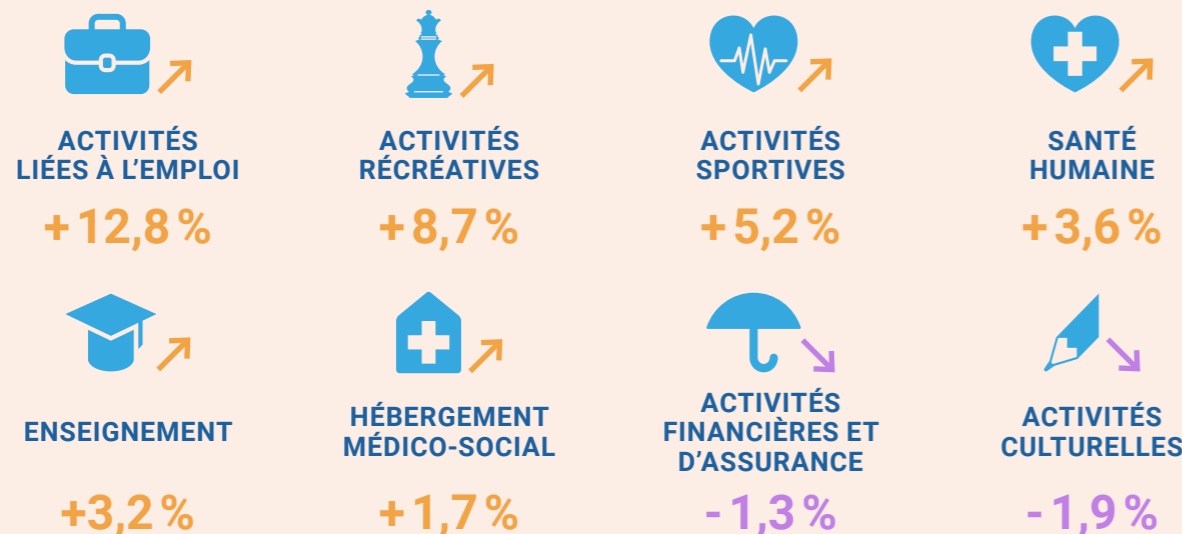 ACTIVITÉS
LIÉES À L’EMPLOI
+ 12,8 %
ACTIVITÉS
RÉCRÉATIVES
+ 8,7 %
ACTIVITÉS
SPORTIVES
+ 5,2 %
SANTÉ
HUMAINE
+ 3,6 %
ENSEIGNEMENT
+3,2 %
HÉBERGEMENT
MÉDICO-SOCIAL
+ 1,7 %
ACTIVITÉS
FINANCIÈRES ET
D’ASSURANCE
- 1,3 %
ACTIVITÉS
CULTURELLES
- 1,9 %